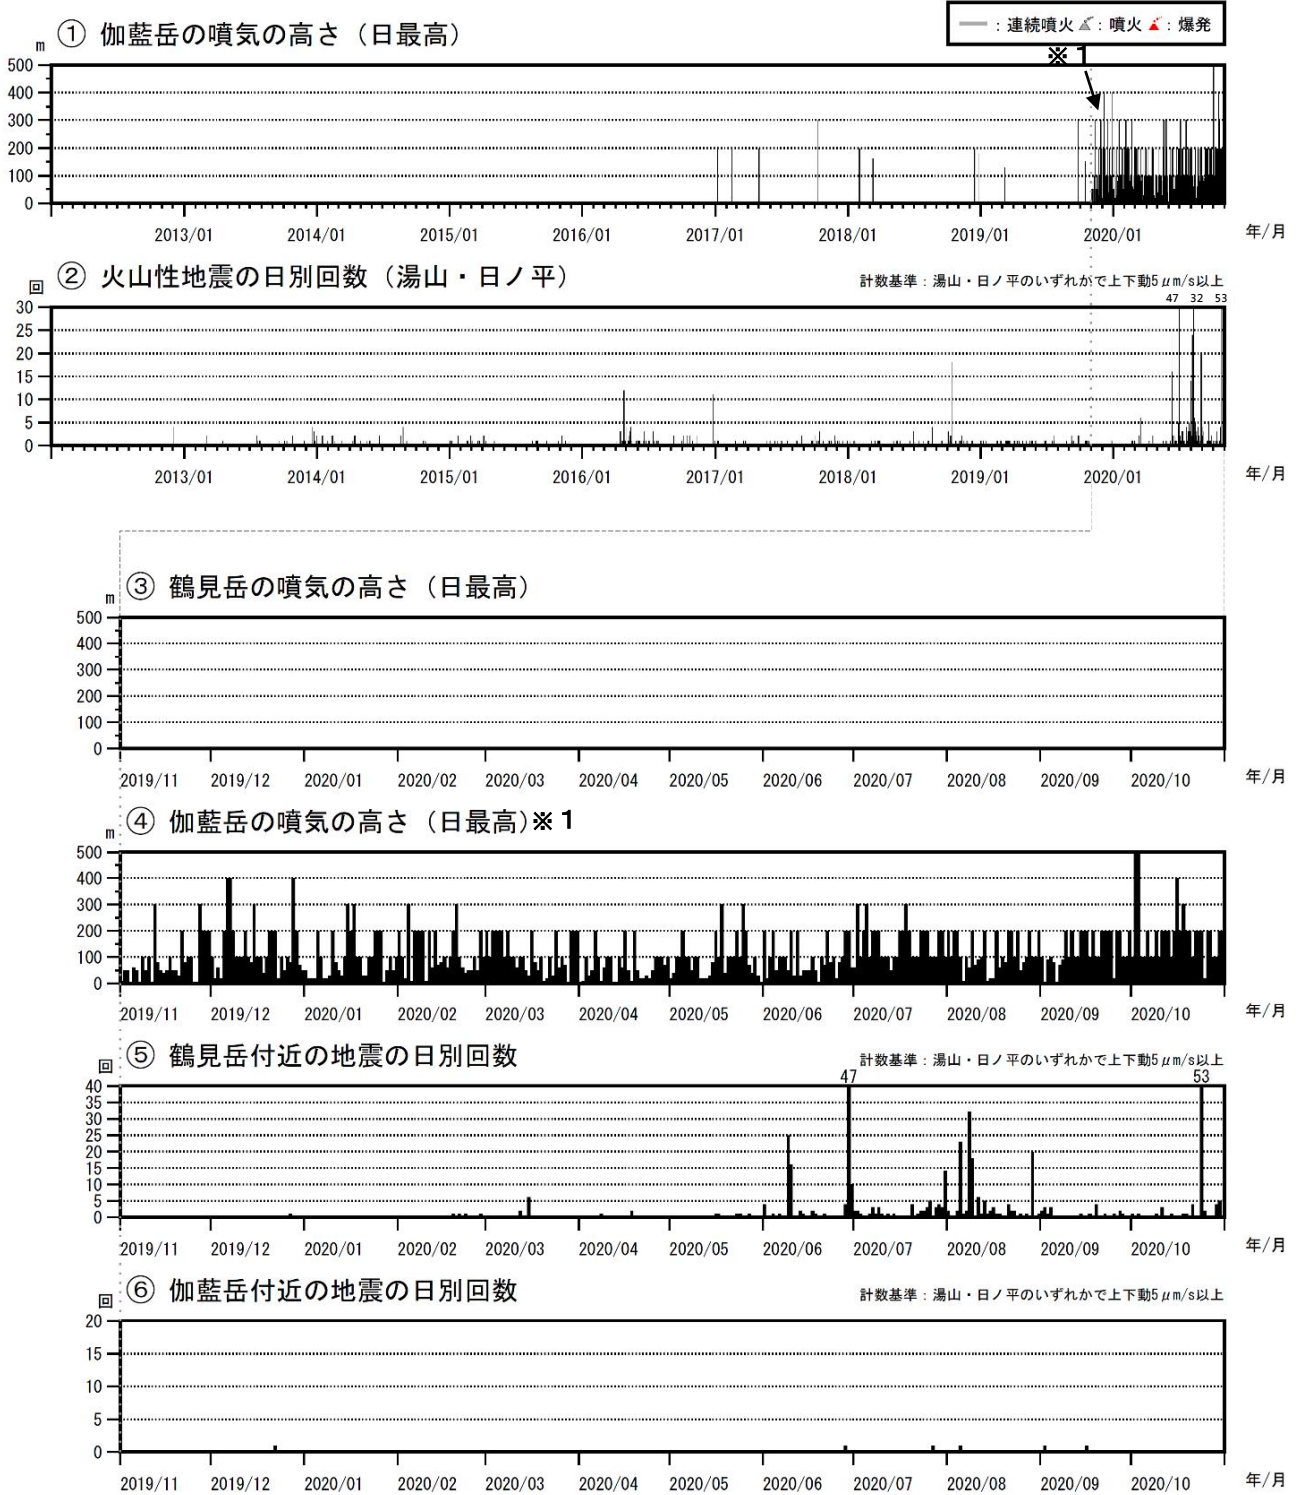 ━ : 連続噴火 : 噴火 : 爆発
① 伽藍岳の噴気の高さ (日最高)
※1
m
500
400
300
200
100
0
2013/01 2014/01 2015/01 2016/01 2017/01 2018/01 2019/01 2020/01 年/月
② 火山性地震の日別回数 (湯山・日ノ平)
計数基準:湯山・日ノ平のいずれかで上下動5μm/s以上
回
47 32 53
30
25
20
15
10
5
0
2013/01 2014/01 2015/01 2016/01 2017/01 2018/01 2019/01 2020/01 年/月
③ 鶴見岳の噴気の高さ (日最高)
m
500
400
300
200
100
0
2019/11 2019/12 2020/01 2020/02 2020/03 2020/04 2020/05 2020/06 2020/07 2020/08 2020/09 2020/10 年/月
④ 伽藍岳の噴気の高さ (日最高)※1
m
500
400
300
200
100
0
2019/11 2019/12 2020/01 2020/02 2020/03 2020/04 2020/05 2020/06 2020/07 2020/08 2020/09 2020/10 年/月
⑤ 鶴見岳付近の地震の日別回数
計数基準:湯山・日ノ平のいずれかで上下動5μm/s以上
回
47 53
40
35
30
25
20
15
10
5
0
2019/11 2019/12 2020/01 2020/02 2020/03 2020/04 2020/05 2020/06 2020/07 2020/08 2020/09 2020/10 年/月
⑥ 伽藍岳付近の地震の日別回数
計数基準:湯山・日ノ平のいずれかで上下動5μm/s以上
回
20
15
10
5
0
2019/11 2019/12 2020/01 2020/02 2020/03 2020/04 2020/05 2020/06 2020/07 2020/08 2020/09 2020/10 年/月